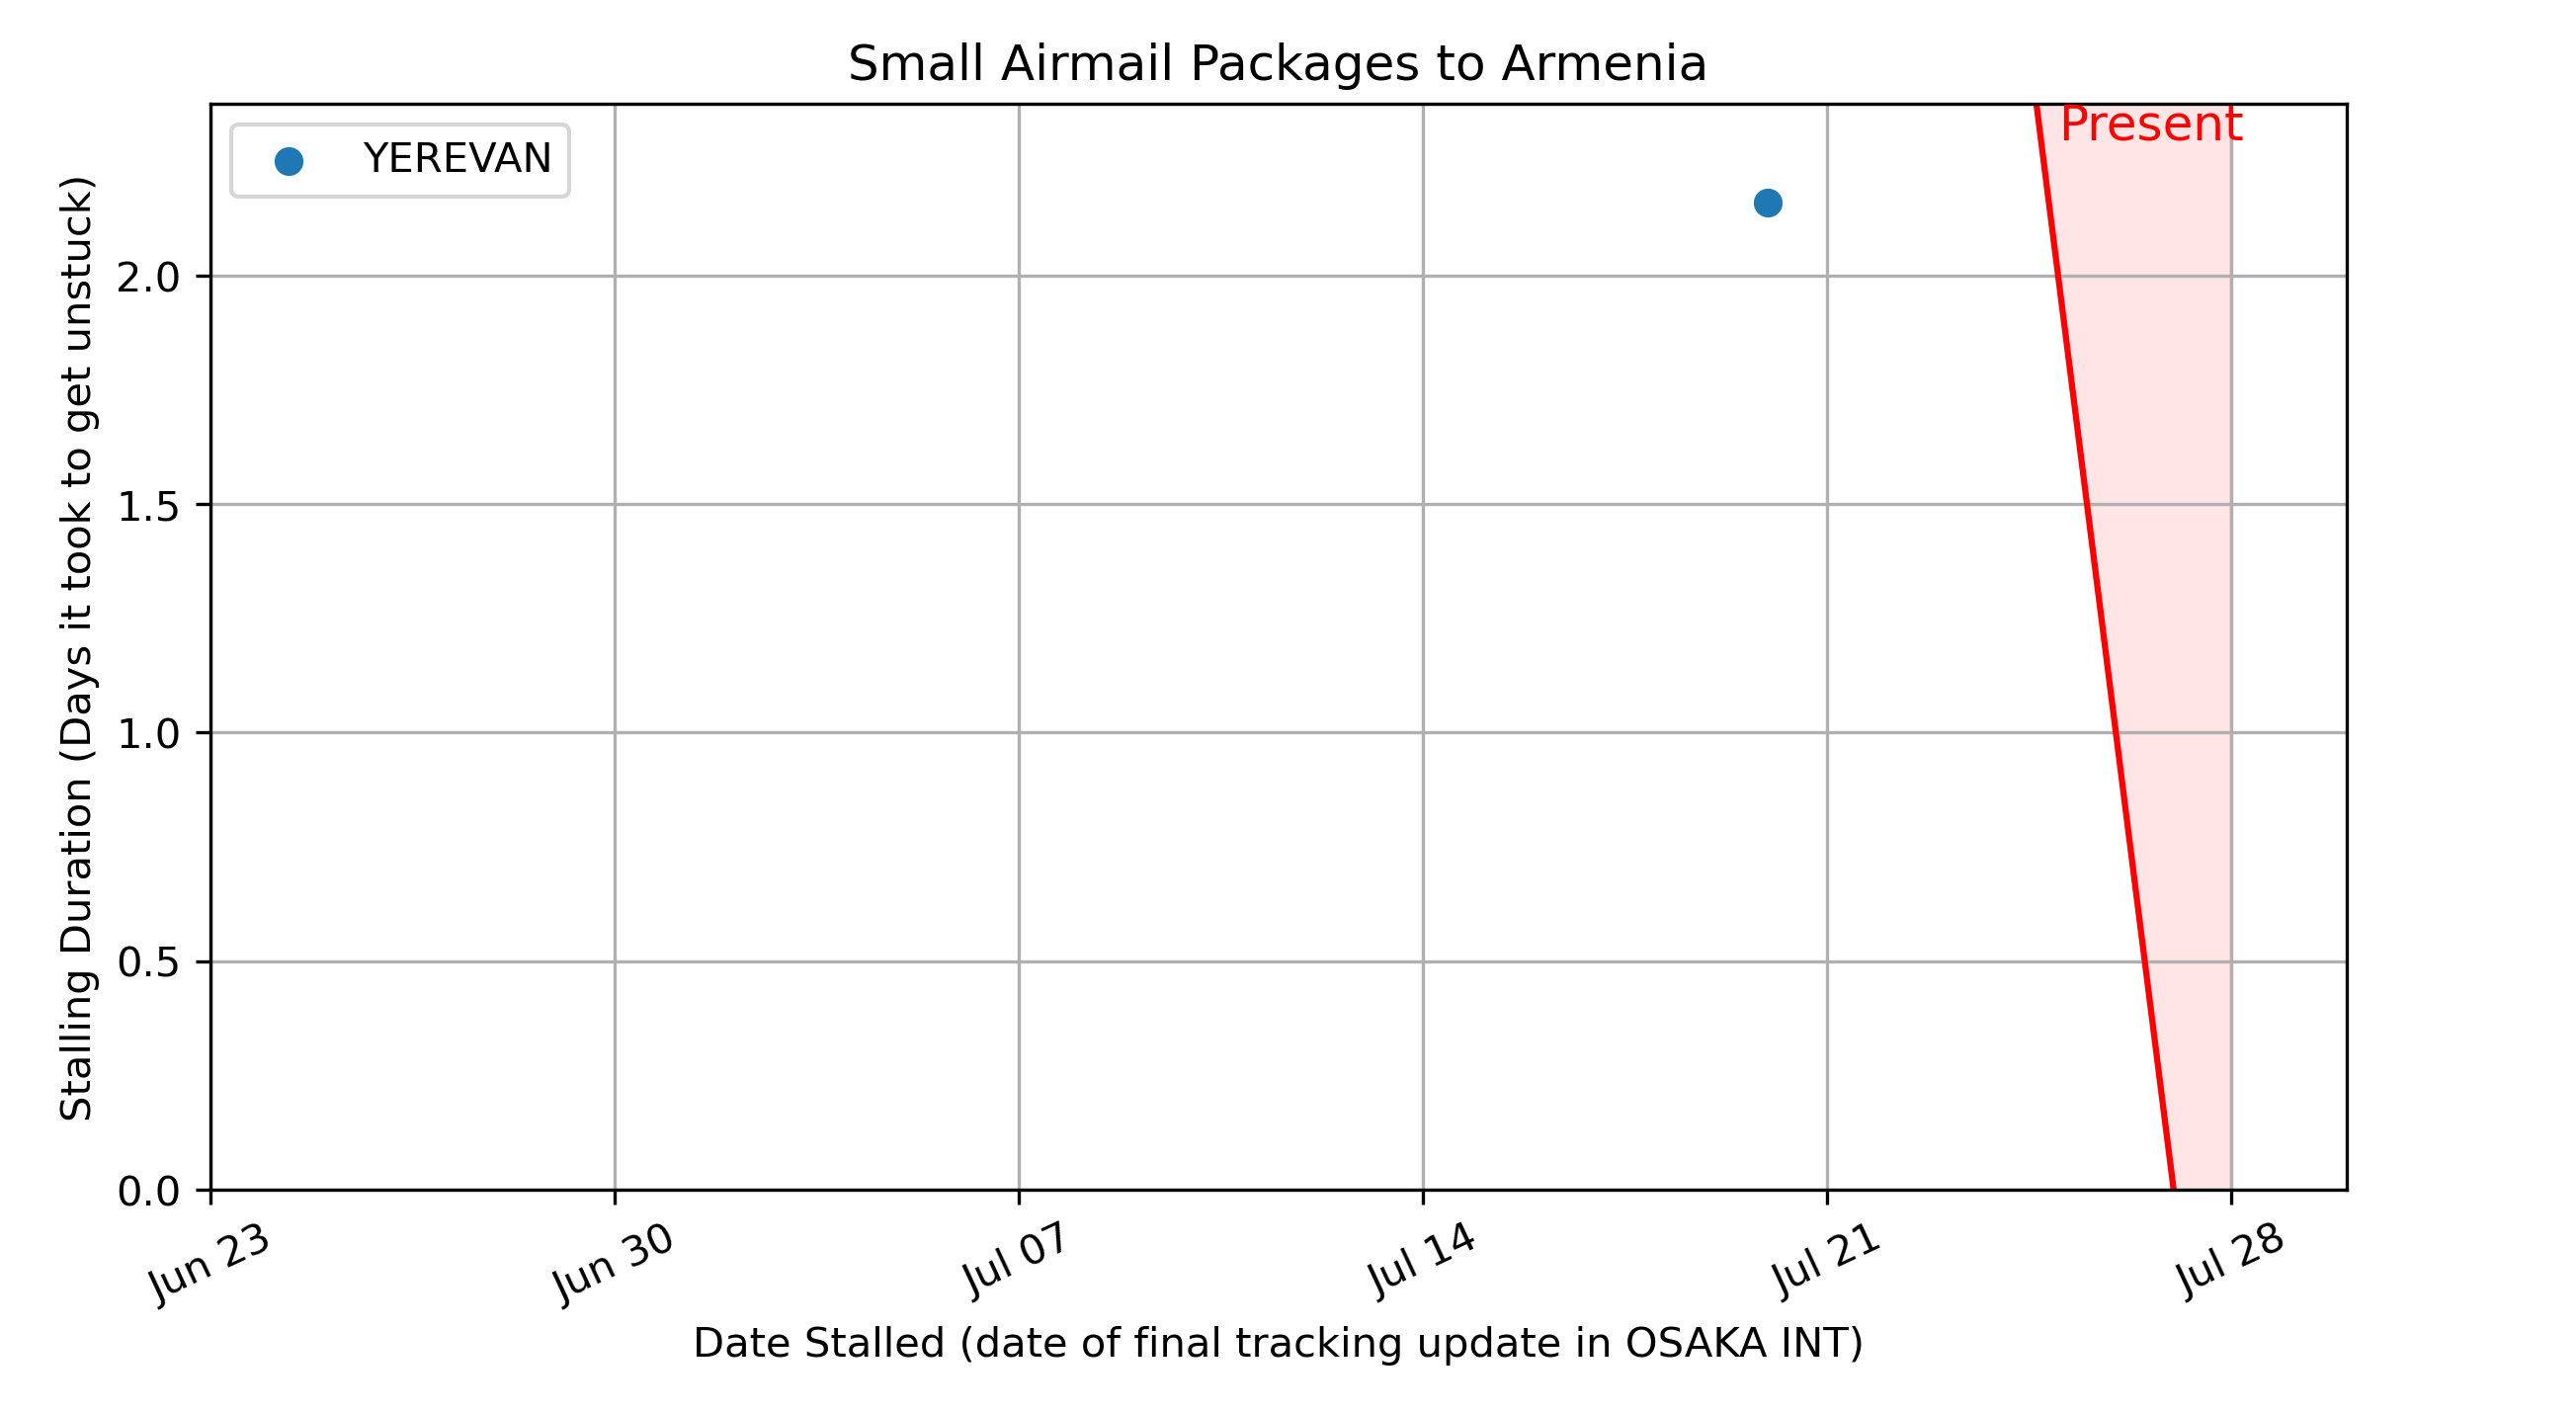 Small Airmail Packages to Armenia
YEREVAN
Present
Stalling Duration (Days it took to get unstuck)
2.0
1.5
1.0
0.5
0.0
Jun 23
Jun 30
Jul 07
Jul 14
Jul 21
Jul 28
Date Stalled (date of final tracking update in OSAKA INT)